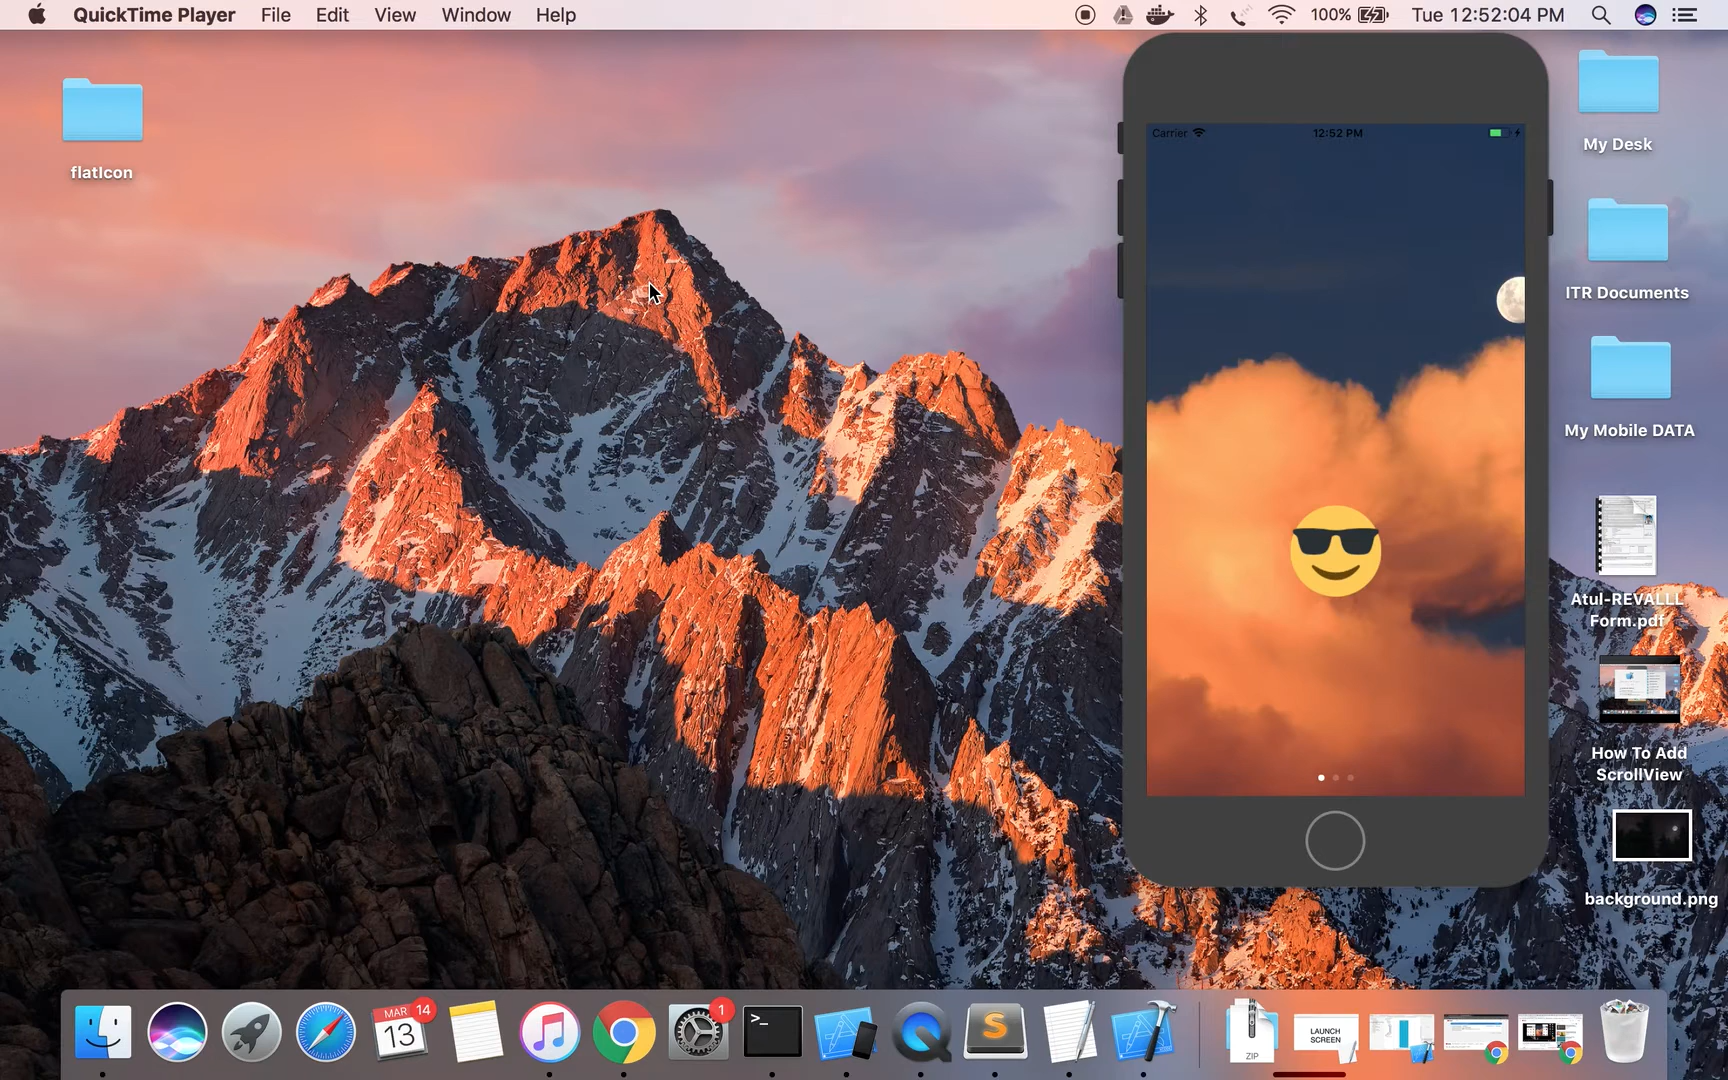 QuickTime Player File Edit View Window Help 100% Tue 12:52:04 PM
flatIcon
Carrier 12:52 PM
My Desk
ITR Documents
My Mobile DATA
Atul-REVALLL
Form.pdf
How To Add
ScrollView
background.png
MAR 14
13
1
>_
S
ZIP
LAUNCH
SCREEN